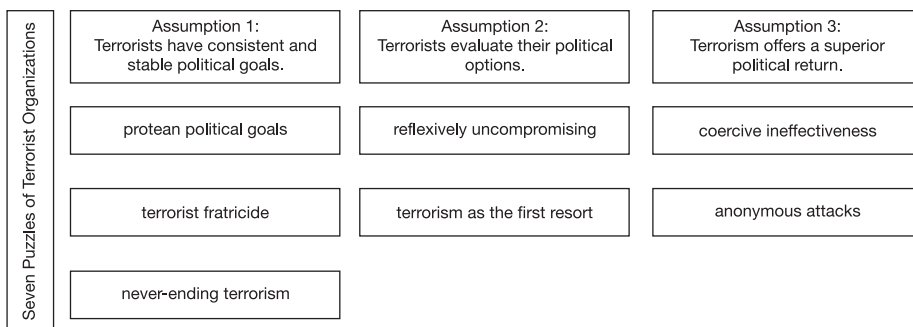 Seven Puzzles of Terrorist Organizations
Assumption 1:
Terrorists have consistent and
stable political goals.
Assumption 2:
Terrorists evaluate their political
options.
Assumption 3:
Terrorism offers a superior
political return.
protean political goals
reflexively uncompromising
coercive ineffectiveness
terrorist fratricide
terrorism as the first resort
anonymous attacks
never-ending terrorism